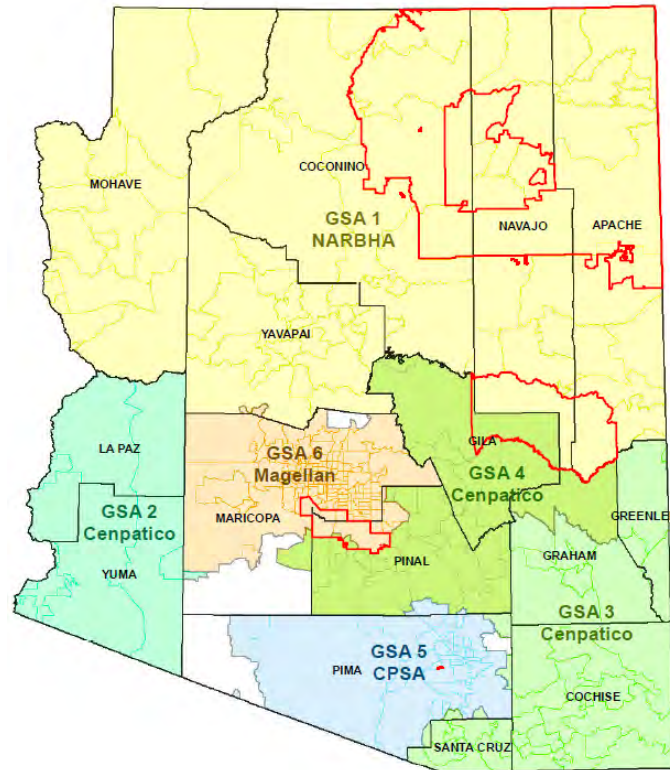 MOHAVE
COCONINO
GSA 1
NARBHA
NAVAJO
APACHE
YAVAPAI
LA PAZ
GSA 2
Cenpatico
YUMA
GSA 6
Magellan
MARICOPA
GILA
GSA 4
Cenpatico
PINAL
GREENLEE
GRAHAM
GSA 3
Cenpatico
COCHISE
GSA 5
CPSA
PIMA
SANTA CRUZ